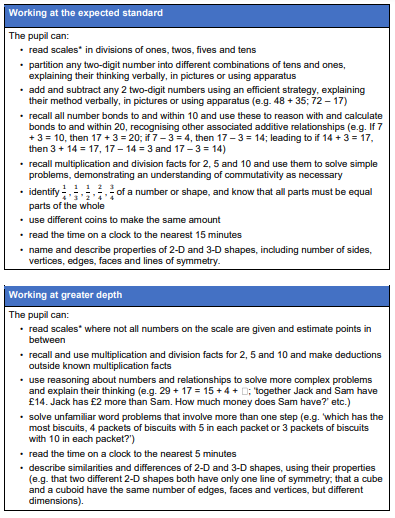 Working at the expected standard
The pupil can:
• read scales* in divisions of ones, twos, fives and tens
• partition any two-digit number into different combinations of tens and ones,
explaining their thinking verbally, in pictures or using apparatus
• add and subtract any 2 two-digit numbers using an efficient strategy, explaining
their method verbally, in pictures or using apparatus (e.g. 48 + 35; 72 – 17)
• recall all number bonds to and within 10 and use these to reason with and calculate
bonds to and within 20, recognising other associated additive relationships (e.g. If 7
+ 3 = 10, then 17 + 3 = 20; if 7 – 3 = 4, then 17 – 3 = 14; leading to if 14 + 3 = 17,
then 3 + 14 = 17, 17 – 14 = 3 and 17 – 3 = 14)
• recall multiplication and division facts for 2, 5 and 10 and use them to solve simple
problems, demonstrating an understanding of commutativity as necessary
• identify 1/4, 1/3, 1/2, 2/4, 3/4 of a number or shape, and know that all parts must be equal
parts of the whole
• use different coins to make the same amount
• read the time on a clock to the nearest 15 minutes
• name and describe properties of 2-D and 3-D shapes, including number of sides,
vertices, edges, faces and lines of symmetry.
Working at greater depth
The pupil can:
• read scales* where not all numbers on the scale are given and estimate points in
between
• recall and use multiplication and division facts for 2, 5 and 10 and make deductions
outside known multiplication facts
• use reasoning about numbers and relationships to solve more complex problems
and explain their thinking (e.g. 29 + 17 = 15 + 4 + □; 'together Jack and Sam have
£14. Jack has £2 more than Sam. How much money does Sam have?' etc.)
• solve unfamiliar word problems that involve more than one step (e.g. 'which has the
most biscuits, 4 packets of biscuits with 5 in each packet or 3 packets of biscuits
with 10 in each packet?')
• read the time on a clock to the nearest 5 minutes
• describe similarities and differences of 2-D and 3-D shapes, using their properties
(e.g. that two different 2-D shapes both have only one line of symmetry; that a cube
and a cuboid have the same number of edges, faces and vertices, but different
dimensions).